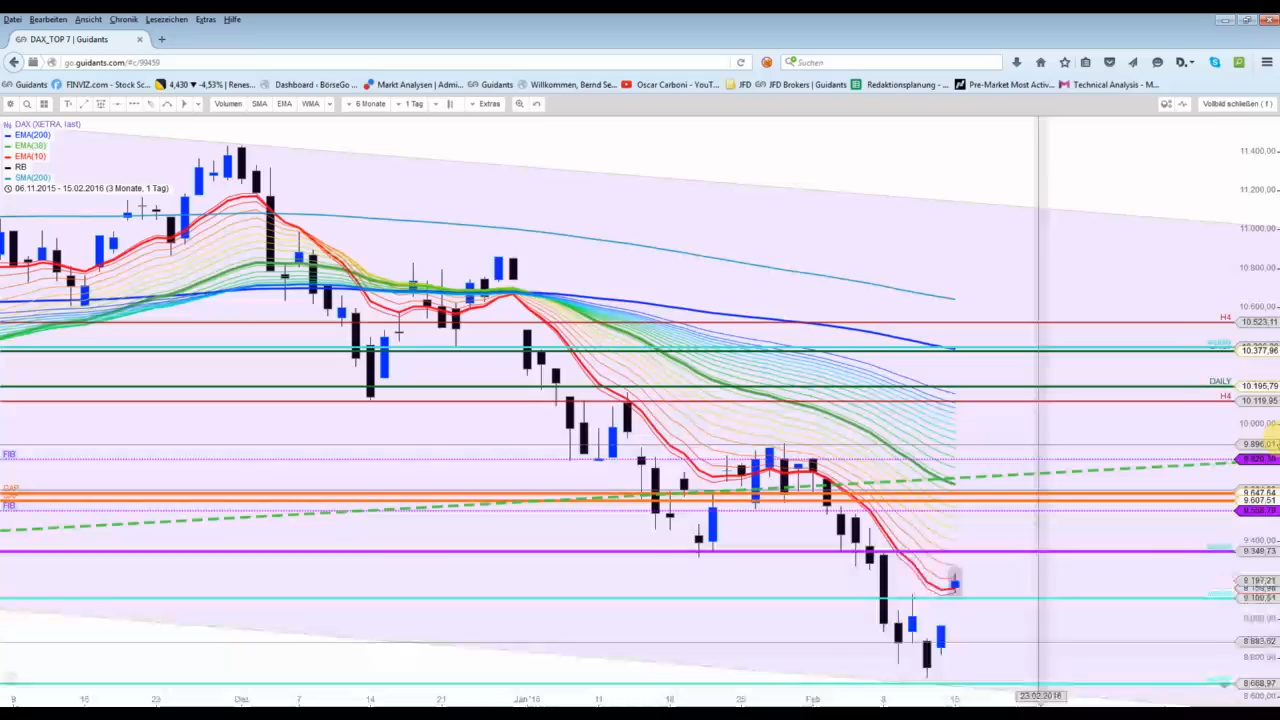 Datei Bearbeiten Ansicht Chronik Lesezeichen Extras Hilfe
DAX_TOP 7 | Guidants
go.guidants.com/#c/99459
Suchen
Guidants FINVIZ.com - Stock Sc... 4,430 ▾ -4,53% | Renes... Dashboard ‹ BörseGo ... Markt Analysen | Admi... Guidants Willkommen, Bernd Se... Oscar Carboni - YouT... JFD JFD Brokers | Guidants Redaktionsplanung - ... Pre-Market Most Activ... Technical Analysis - M...
Volumen SMA EMA WMA 6 Monate 1 Tag Extras Vollbild schließen ( f )
DAX (XETRA, last)
EMA(200)
EMA(38)
EMA(10)
RB
SMA(200)
06.11.2015 - 15.02.2016 (3 Monate, 1 Tag)
11.400,00
11.200,00
11.000,00
10.800,00
10.600,00
H4 10.523,11
10.377,96
DAILY 10.195,79
H4 10.119,95
10.000,00
9.896,01
FIB
GAP 9.647,64
9.607,51
FIB
9.400,00
9.349,73
9.197,21
9.000,00
8.883,62
8.800,00
8.668,97
8.600,00
9 16 23 Dez 7 14 21 Jan '16 11 18 25 Feb 8 15 23.02.2016